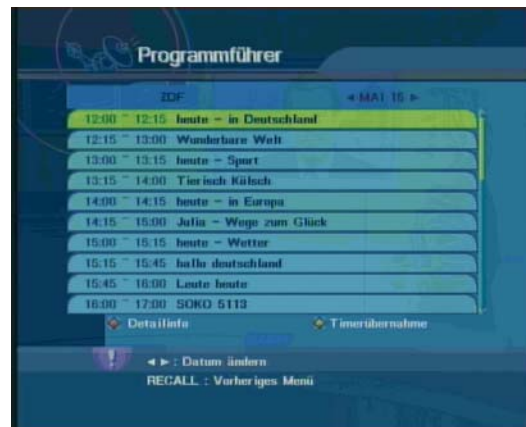 Programmführer
ZDF ◄ MAI 16 ►
12:00 ~ 12:15 heute - in Deutschland
12:15 ~ 13:00 Wunderbare Welt
13:00 ~ 13:15 heute - Sport
13:15 ~ 14:00 Tierisch Kölsch
14:00 ~ 14:15 heute - in Europa
14:15 ~ 15:00 Julia - Wege zum Glück
15:00 ~ 15:15 heute - Wetter
15:15 ~ 15:45 hallo deutschland
15:45 ~ 16:00 Leute heute
16:00 ~ 17:00 SOKO 5113
Detailinfo Timerübernahme
◄ ► : Datum ändern
RECALL : Vorheriges Menü